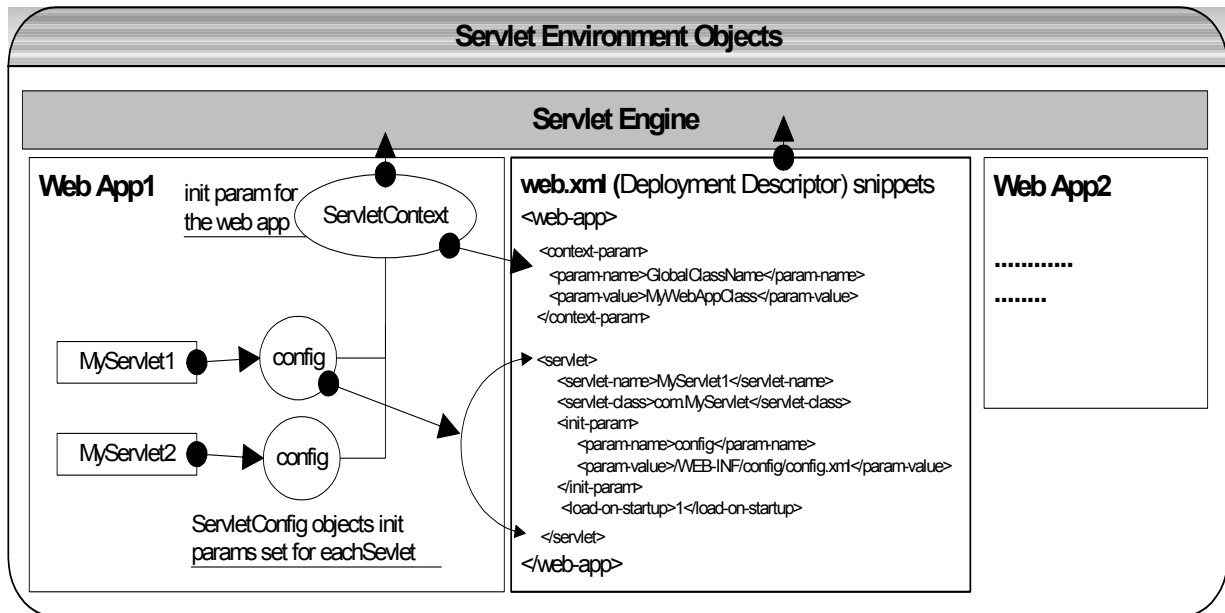 Servlet Environment Objects
Servlet Engine
Web App1
init param for
the web app
ServletContext
MyServlet1
config
MyServlet2
config
ServletConfig objects init
params set for eachSevlet
web.xml (Deployment Descriptor) snippets
<web-app>
<context-param>
<param-name>GlobalClassName</param-name>
<param-value>MyWebAppClass</param-value>
</context-param>
<servlet>
<servlet-name>MyServlet1</servlet-name>
<servlet-class>com.MyServlet</servlet-class>
<init-param>
<param-name>config</param-name>
<param-value>/WEB-INF/config/config.xml</param-value>
</init-param>
<load-on-startup>1</load-on-startup>
</servlet>
</web-app>
Web App2
............
........